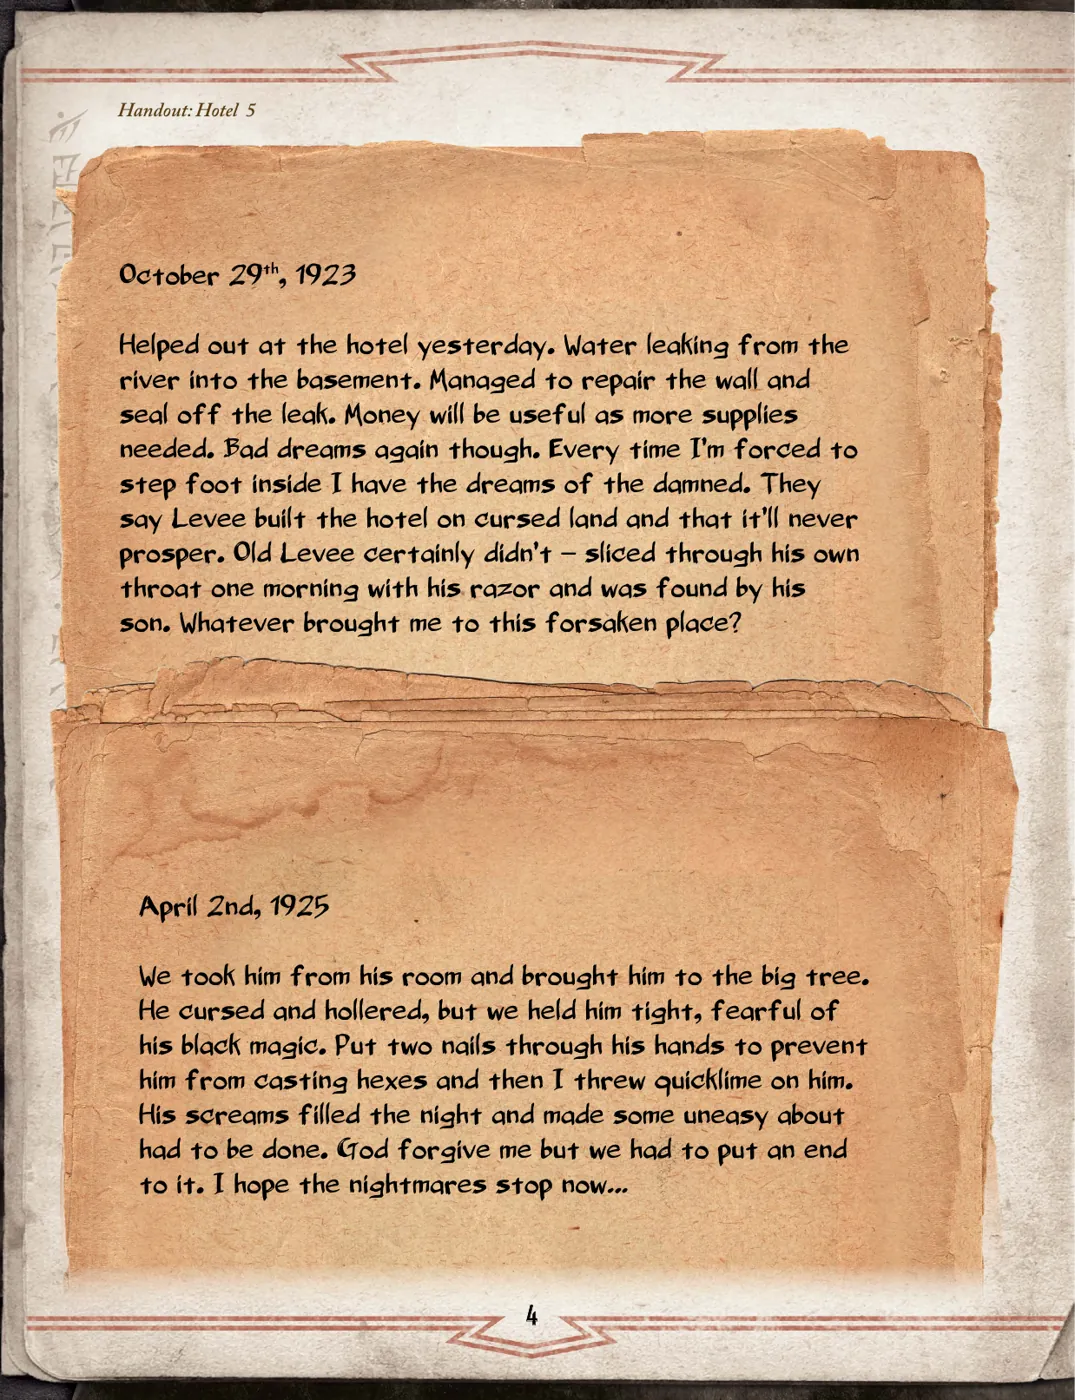 Handout: Hotel 5
October 29th, 1923
Helped out at the hotel yesterday. Water leaking from the
river into the basement. Managed to repair the wall and
seal off the leak. Money will be useful as more supplies
needed. Bad dreams again though. Every time I'm forced to
step foot inside I have the dreams of the damned. They
say Levee built the hotel on cursed land and that it'll never
prosper. Old Levee certainly didn't – sliced through his own
throat one morning with his razor and was found by his
son. Whatever brought me to this forsaken place?
April 2nd, 1925
We took him from his room and brought him to the big tree.
He cursed and hollered, but we held him tight, fearful of
his black magic. Put two nails through his hands to prevent
him from casting hexes and then I threw quicklime on him.
His screams filled the night and made some uneasy about
had to be done. God forgive me but we had to put an end
to it. I hope the nightmares stop now...
4